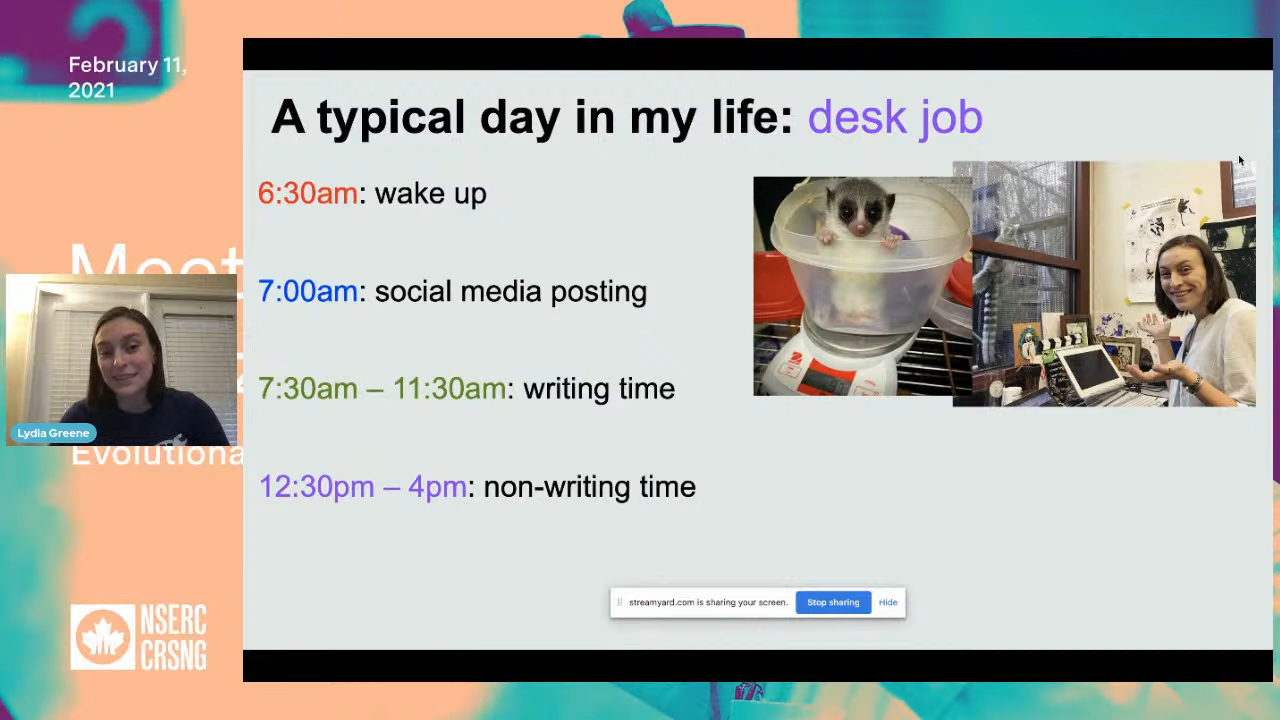 February 11,
2021
A typical day in my life: desk job
6:30am: wake up
7:00am: social media posting
7:30am – 11:30am: writing time
12:30pm – 4pm: non-writing time
Meet
Lydia Greene
Evolutiona
streamyard.com is sharing your screen.
Stop sharing
Hide
NSERC
CRSNG